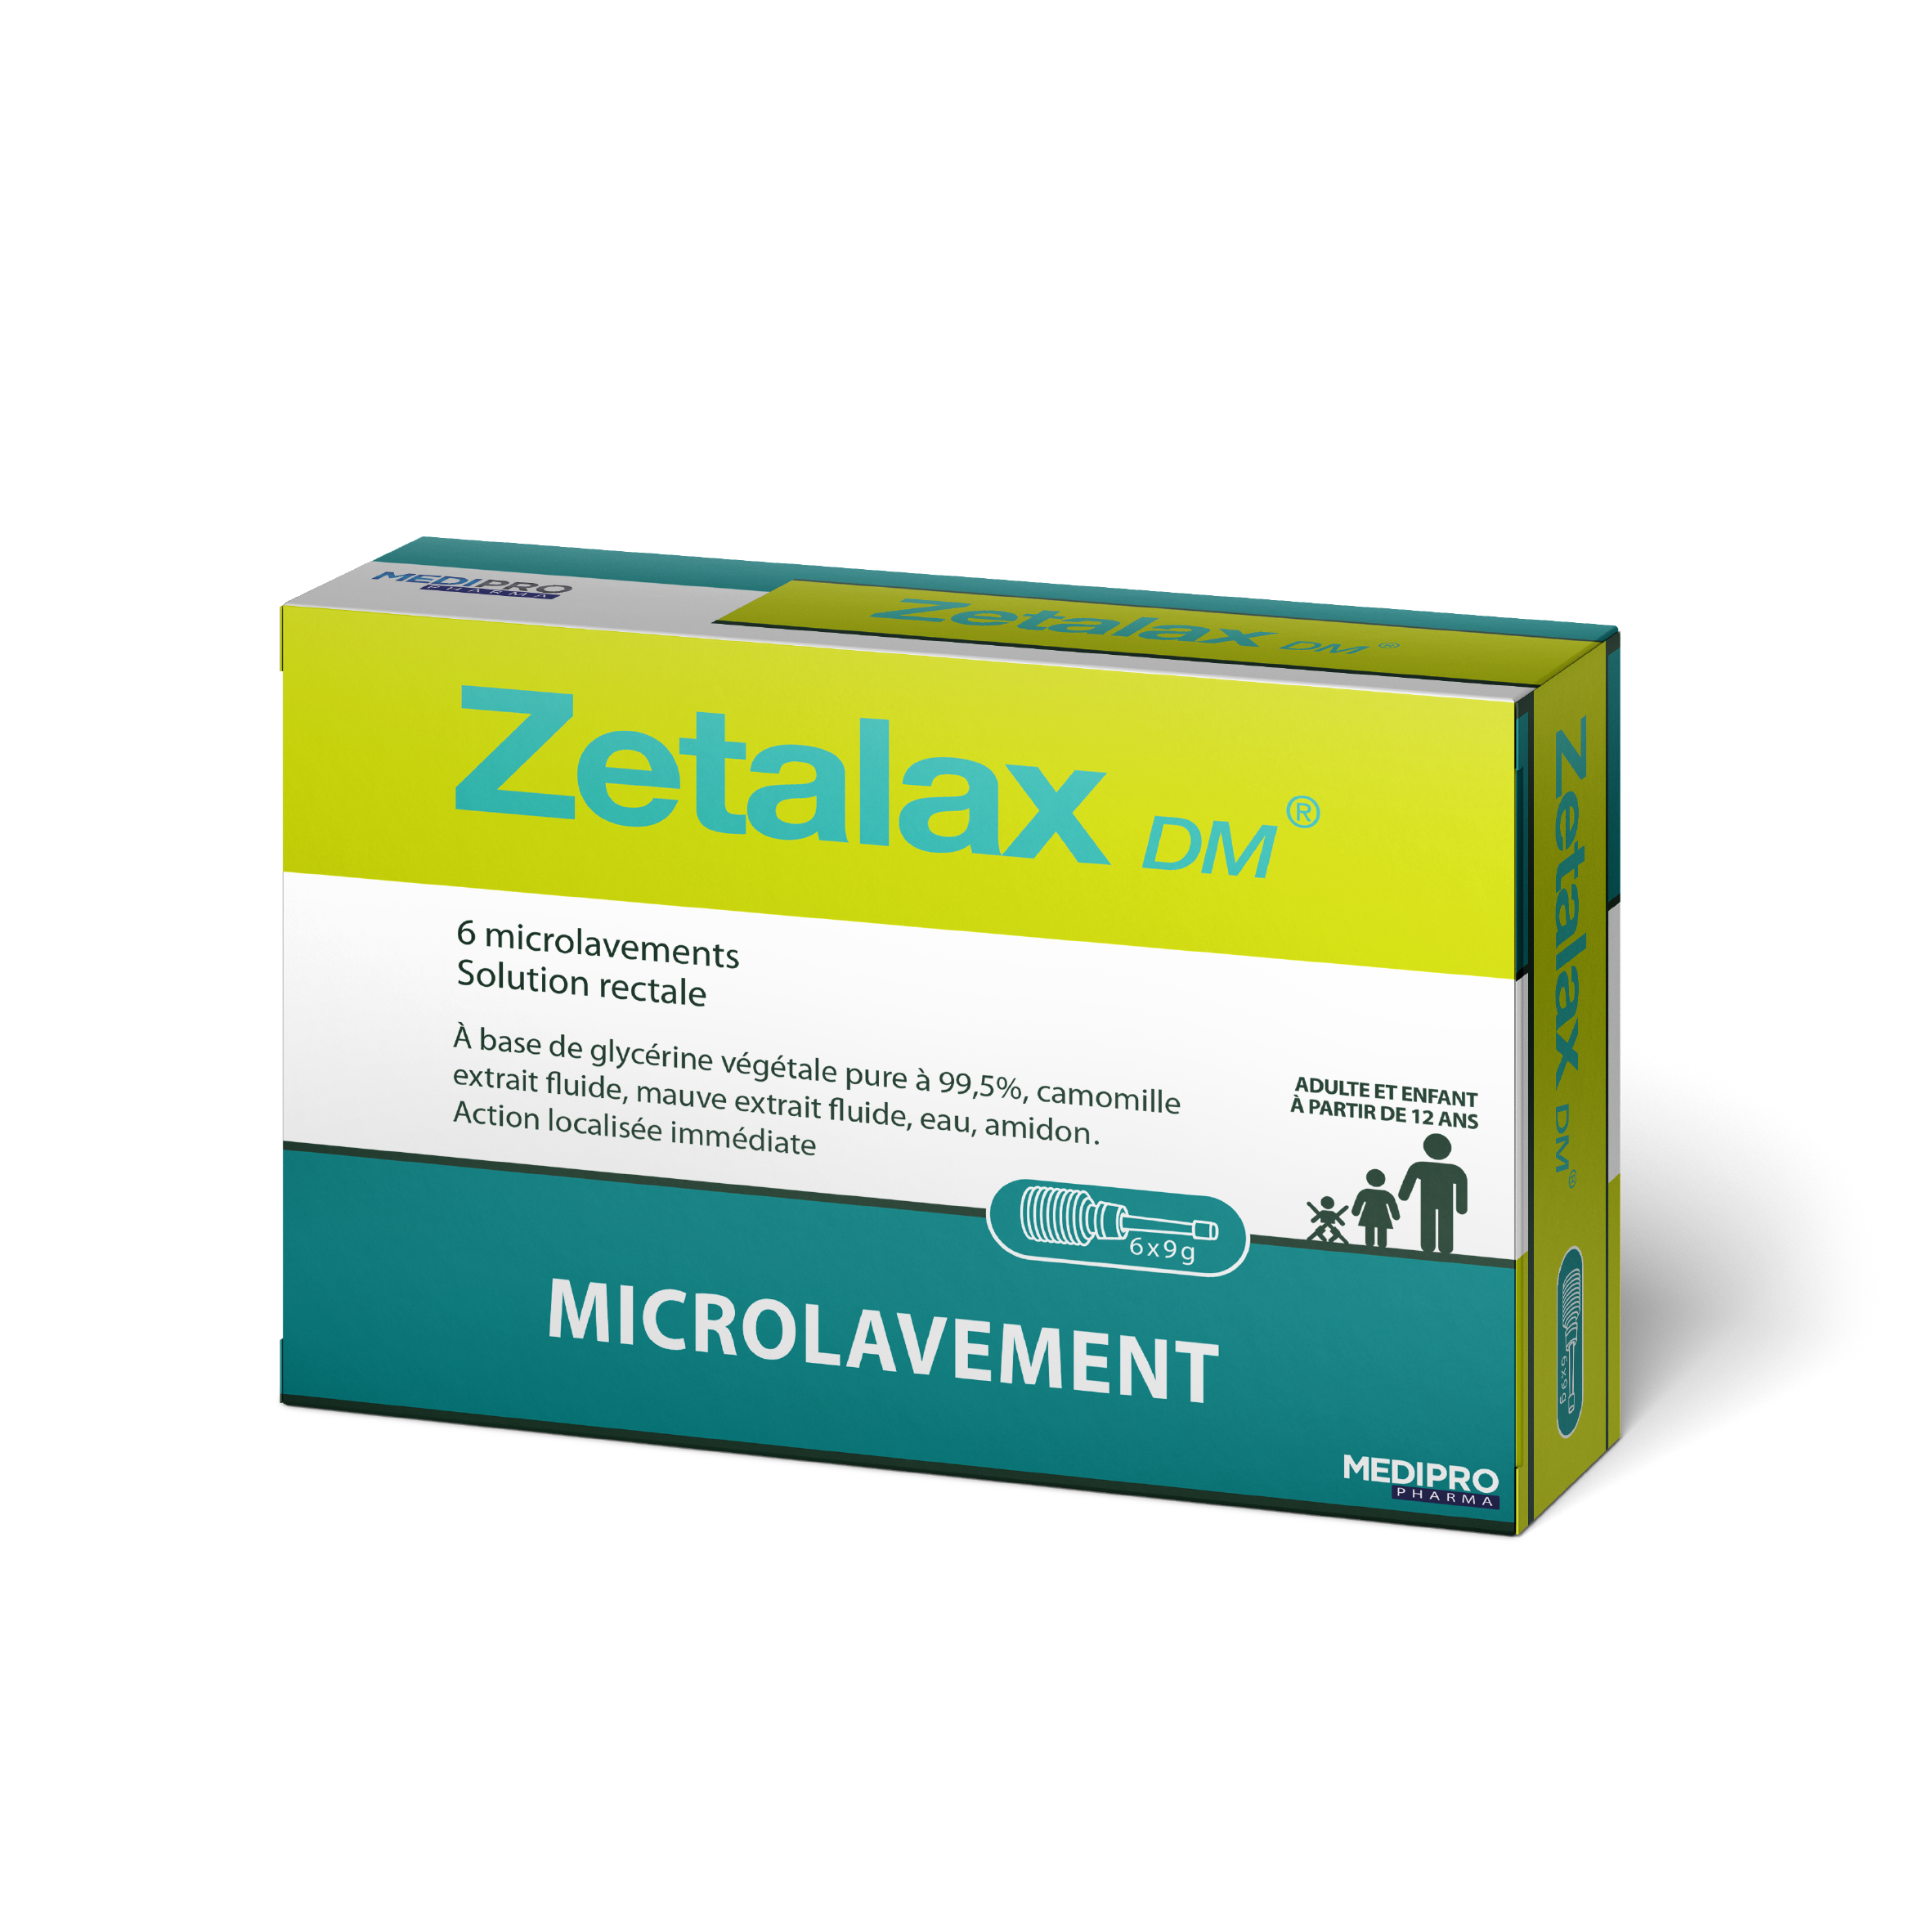 MEDIPRO
PHARMA
Zetalax DM ®
Zetalax DM ®
6 microlavements
Solution rectale
À base de glycérine végétale pure à 99,5%, camomille
extrait fluide, mauve extrait fluide, eau, amidon.
Action localisée immédiate
ADULTE ET ENFANT
À PARTIR DE 12 ANS
6x9g
MICROLAVEMENT
MEDIPRO
PHARMA
Zetalax DM ®
6x9g